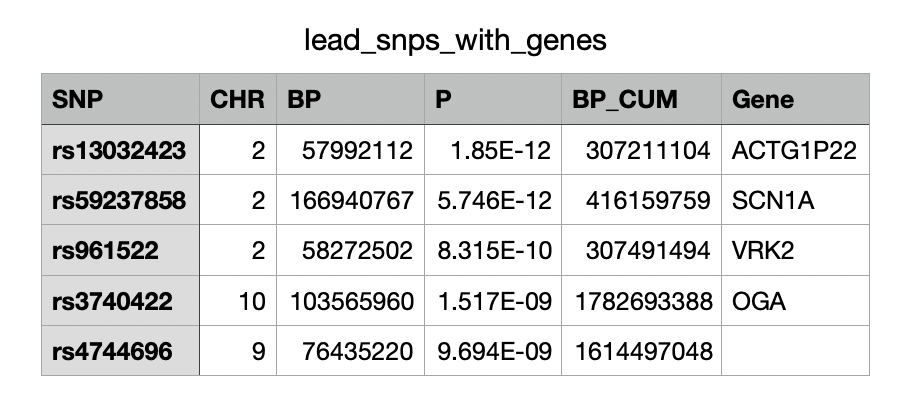 lead_snps_with_genes
SNP CHR BP P BP_CUM Gene
rs13032423 2 57992112 1.85E-12 307211104 ACTG1P22
rs59237858 2 166940767 5.746E-12 416159759 SCN1A
rs961522 2 58272502 8.315E-10 307491494 VRK2
rs3740422 10 103565960 1.517E-09 1782693388 OGA
rs4744696 9 76435220 9.694E-09 1614497048